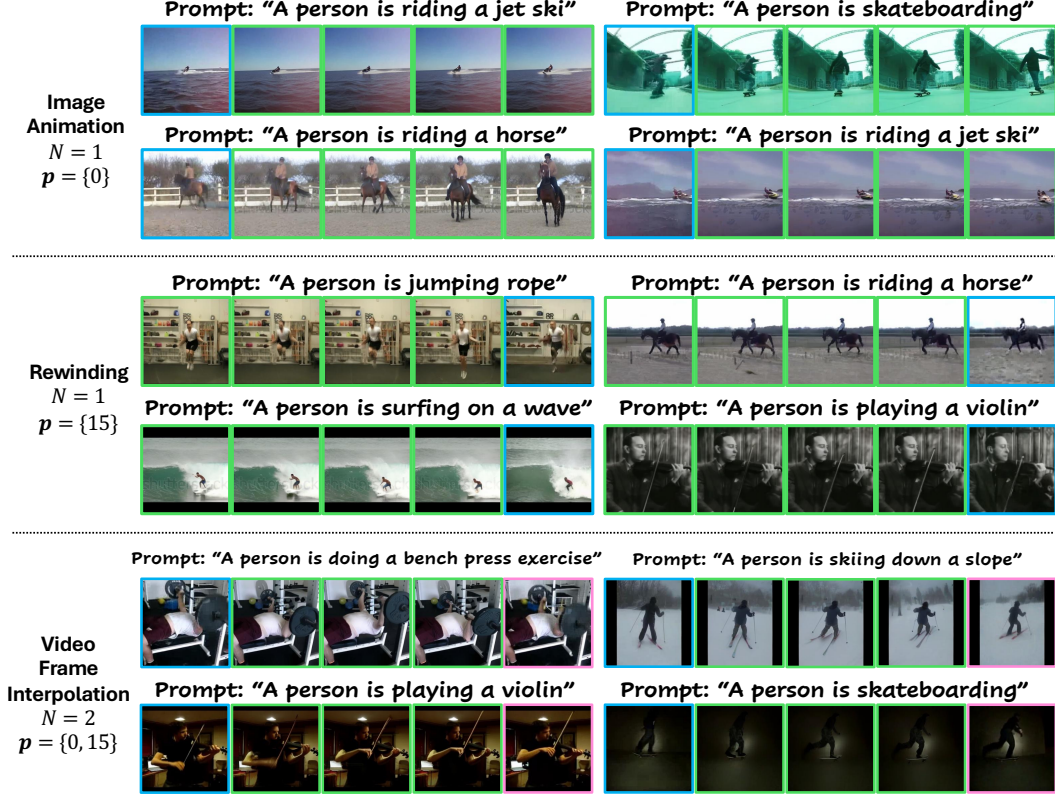 Prompt: “A person is riding a jet ski”
Prompt: “A person is skateboarding”
Image
Animation
N = 1
p = {0}
Prompt: “A person is riding a horse”
Prompt: “A person is riding a jet ski”
Prompt: “A person is jumping rope”
Prompt: “A person is riding a horse”
Rewinding
N = 1
p = {15}
Prompt: “A person is surfing on a wave”
Prompt: “A person is playing a violin”
Prompt: “A person is doing a bench press exercise”
Prompt: “A person is skiing down a slope”
Video
Frame
Interpolation
N = 2
p = {0, 15}
Prompt: “A person is playing a violin”
Prompt: “A person is skateboarding”